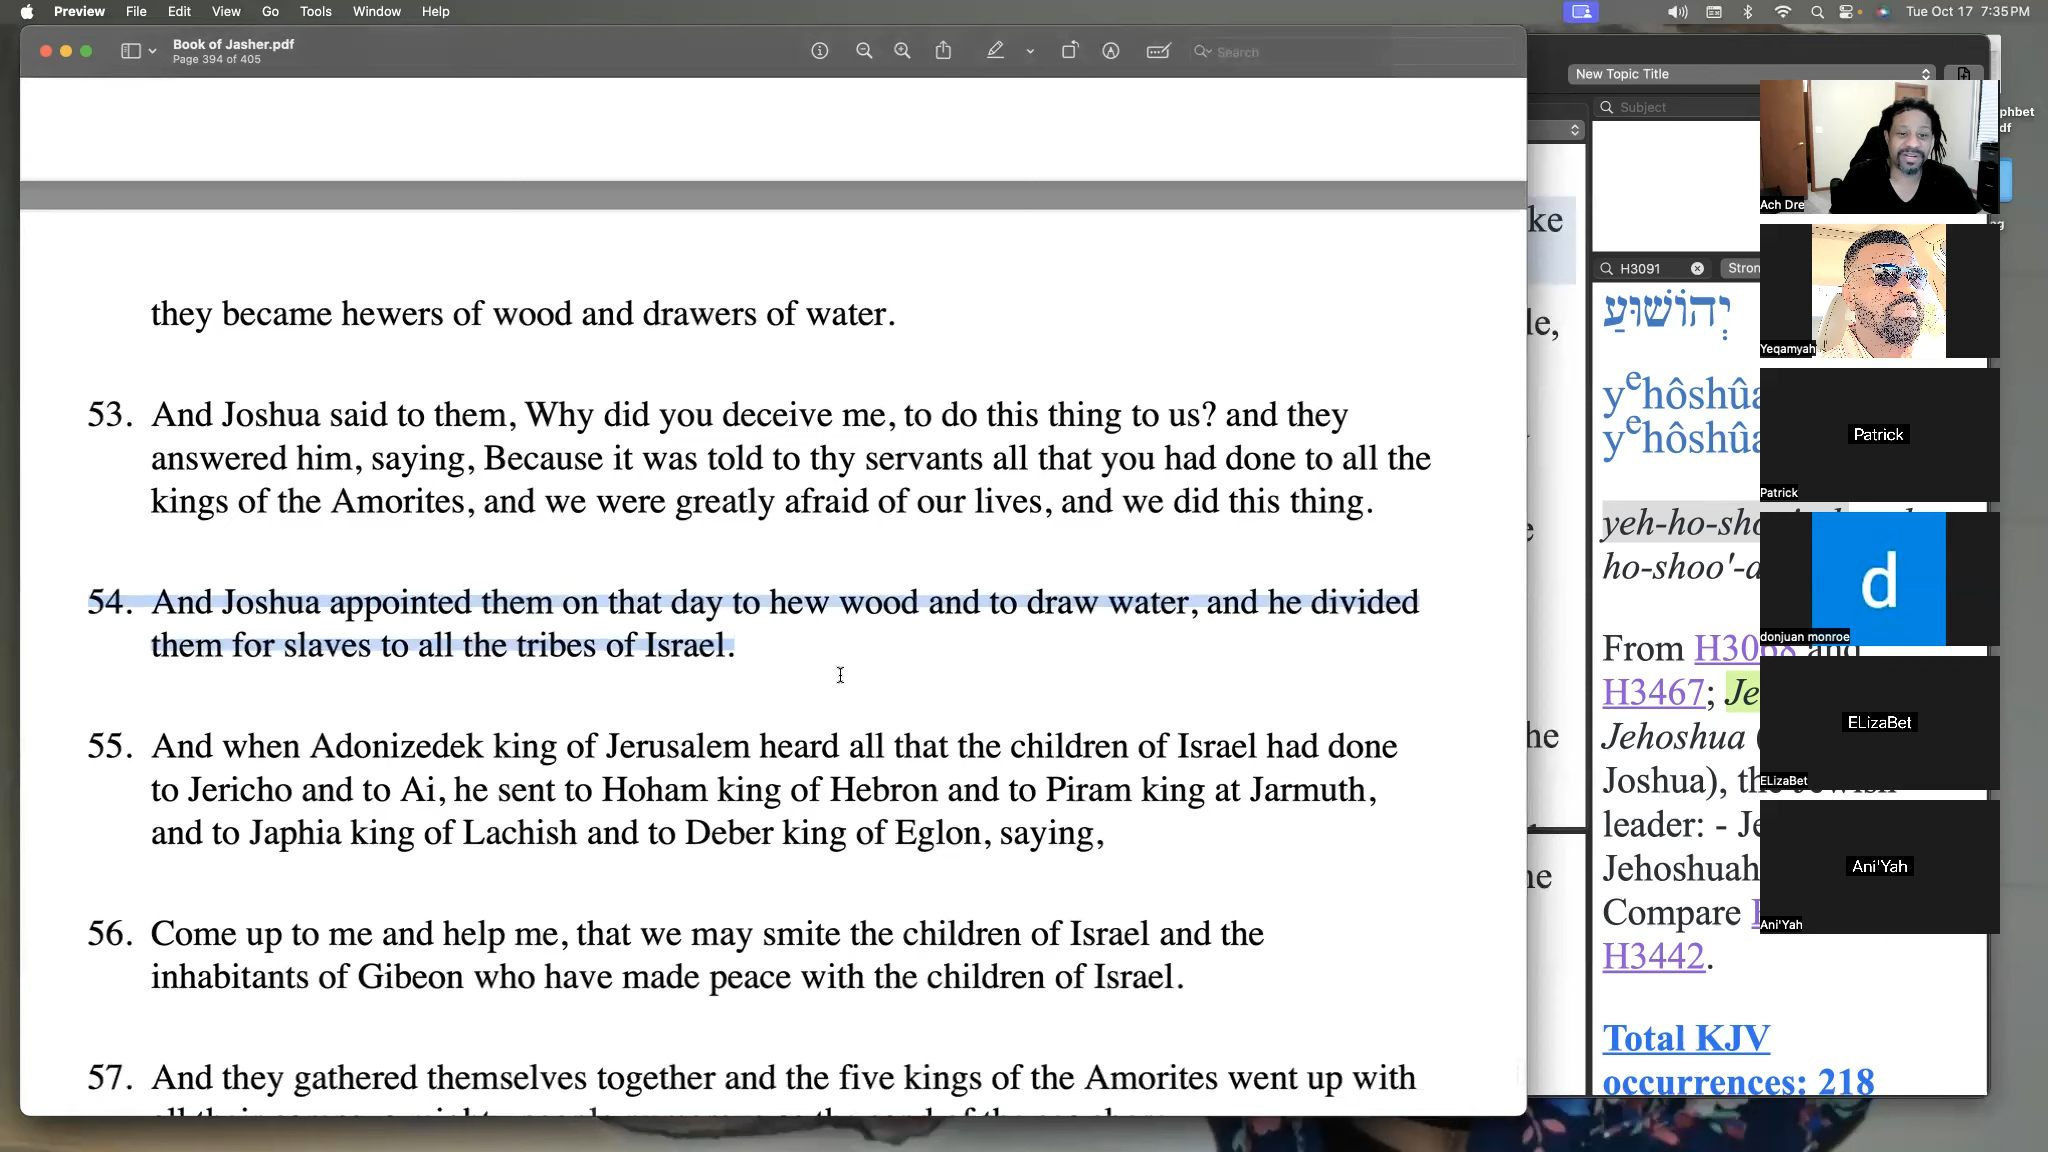 Preview File Edit View Go Tools Window Help
Tue Oct 17 7:35 PM
Book of Jasher.pdf
Page 394 of 405
Search
they became hewers of wood and drawers of water.
53. And Joshua said to them, Why did you deceive me, to do this thing to us? and they
answered him, saying, Because it was told to thy servants all that you had done to all the
kings of the Amorites, and we were greatly afraid of our lives, and we did this thing.
54. And Joshua appointed them on that day to hew wood and to draw water, and he divided
them for slaves to all the tribes of Israel.
55. And when Adonizedek king of Jerusalem heard all that the children of Israel had done
to Jericho and to Ai, he sent to Hoham king of Hebron and to Piram king at Jarmuth,
and to Japhia king of Lachish and to Deber king of Eglon, saying,
56. Come up to me and help me, that we may smite the children of Israel and the
inhabitants of Gibeon who have made peace with the children of Israel.
57. And they gathered themselves together and the five kings of the Amorites went up with
New Topic Title
Subject
H3091
יְהוֹשׁוּעַ
From H3068 and
H3467;
Jehoshua
Joshua), the Jewish
leader: -
Jehoshuah
Compare
H3442.
Total KJV
occurrences: 218
Ach Dre
Yeqamyah
Patrick
Patrick
d
donjuan monroe
ELizaBet
ELizaBet
Ani'Yah
Ani'Yah